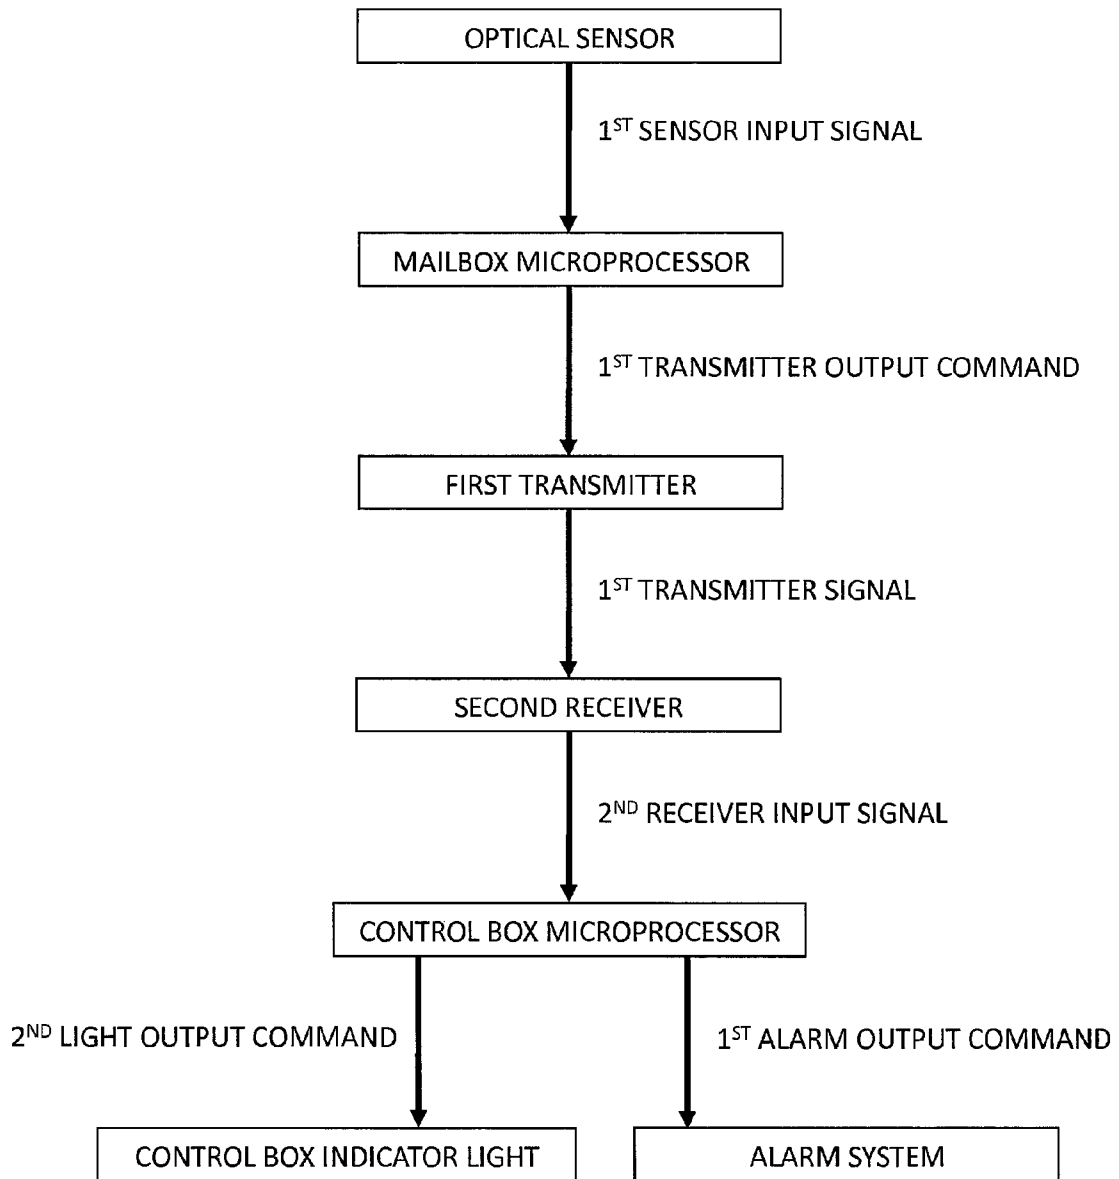 OPTICAL SENSOR
1ST SENSOR INPUT SIGNAL
MAILBOX MICROPROCESSOR
1ST TRANSMITTER OUTPUT COMMAND
FIRST TRANSMITTER
1ST TRANSMITTER SIGNAL
SECOND RECEIVER
2ND RECEIVER INPUT SIGNAL
CONTROL BOX MICROPROCESSOR
2ND LIGHT OUTPUT COMMAND
1ST ALARM OUTPUT COMMAND
CONTROL BOX INDICATOR LIGHT
ALARM SYSTEM